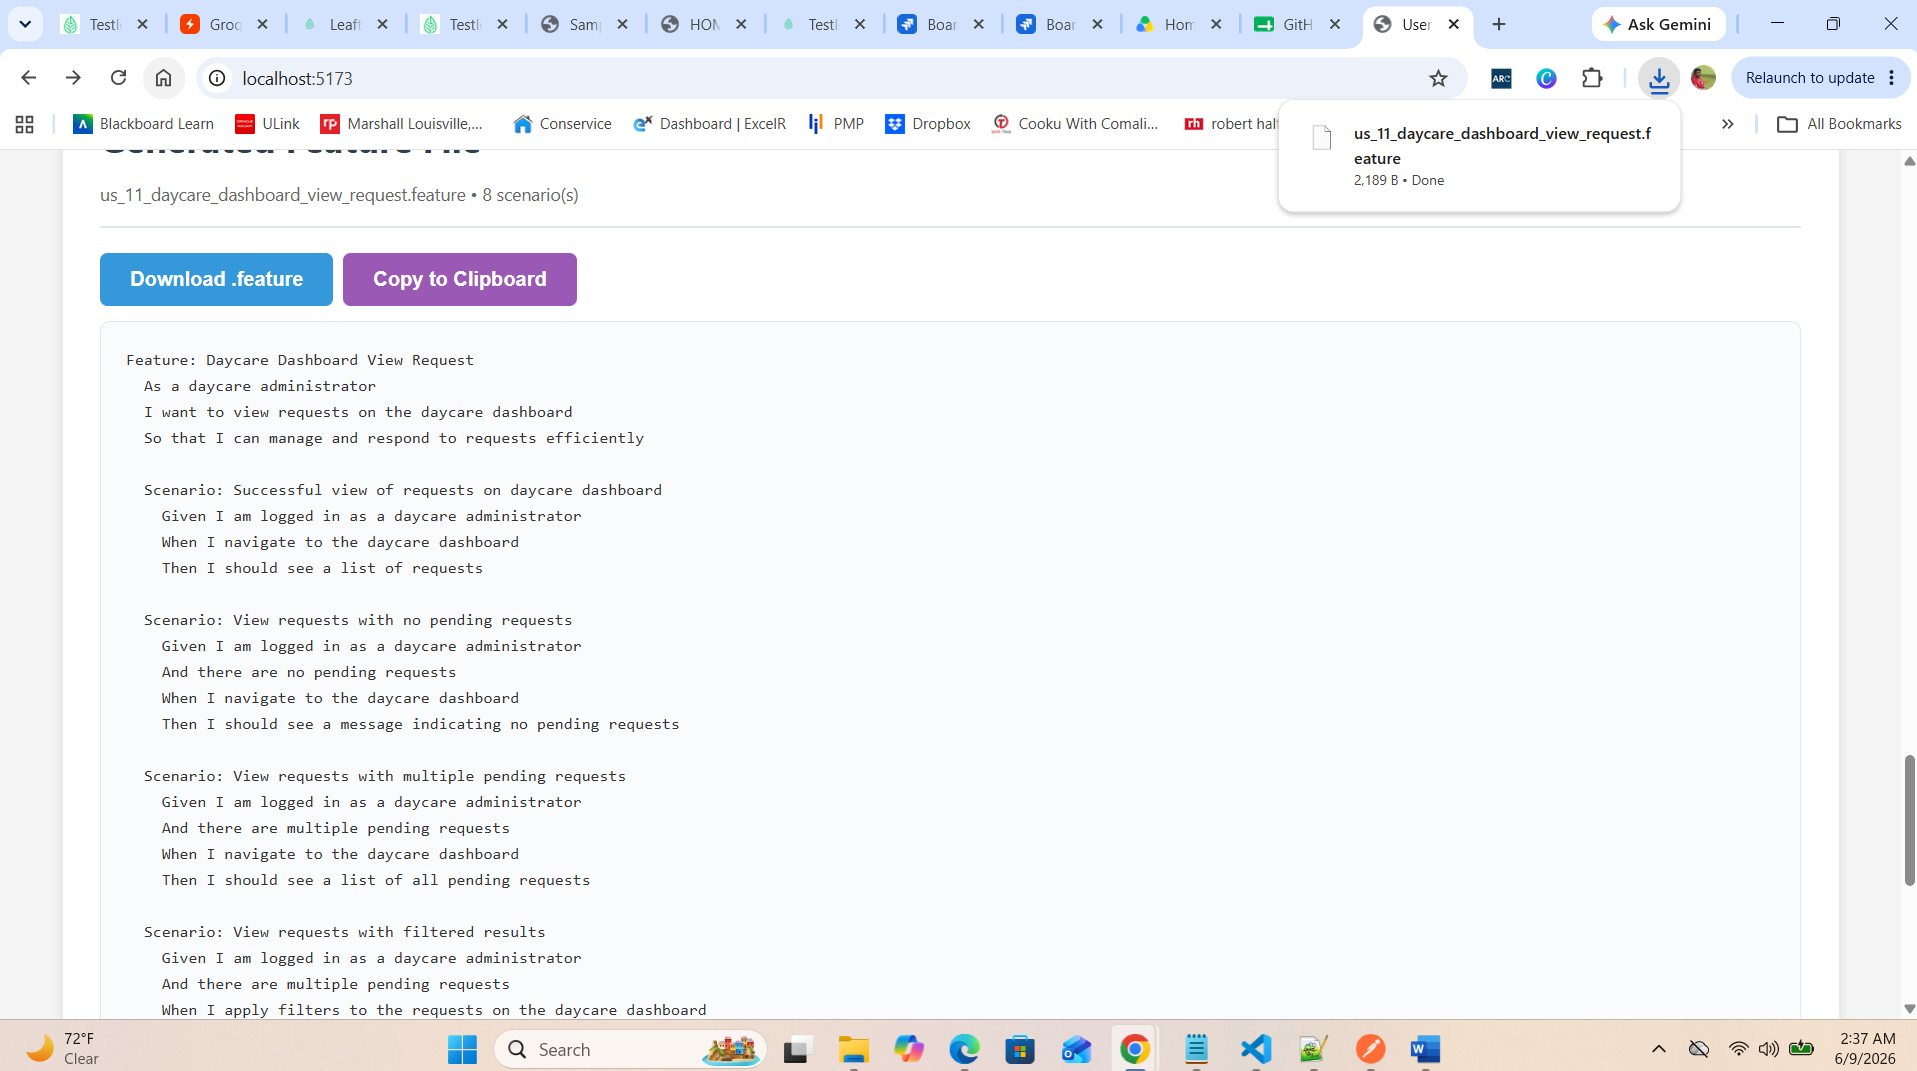 Testl
Groq
Leaft
Testl
Sam
HOM
Testl
Boar
Boar
Hom
GitH
User
Ask Gemini
localhost:5173
ARC
Relaunch to update
Blackboard Learn
ULink
rp
Marshall Louisville,...
Conservice
Dashboard | ExcelR
PMP
Dropbox
Cooku With Comali...
rh
robert half
All Bookmarks
us_11_daycare_dashboard_view_request.f
eature
2,189 B • Done
Generated Feature File
us_11_daycare_dashboard_view_request.feature • 8 scenario(s)
Download .feature
Copy to Clipboard
Feature: Daycare Dashboard View Request
As a daycare administrator
I want to view requests on the daycare dashboard
So that I can manage and respond to requests efficiently
Scenario: Successful view of requests on daycare dashboard
Given I am logged in as a daycare administrator
When I navigate to the daycare dashboard
Then I should see a list of requests
Scenario: View requests with no pending requests
Given I am logged in as a daycare administrator
And there are no pending requests
When I navigate to the daycare dashboard
Then I should see a message indicating no pending requests
Scenario: View requests with multiple pending requests
Given I am logged in as a daycare administrator
And there are multiple pending requests
When I navigate to the daycare dashboard
Then I should see a list of all pending requests
Scenario: View requests with filtered results
Given I am logged in as a daycare administrator
And there are multiple pending requests
When I apply filters to the requests on the daycare dashboard
72°F
Clear
Search
2:37 AM
6/9/2026